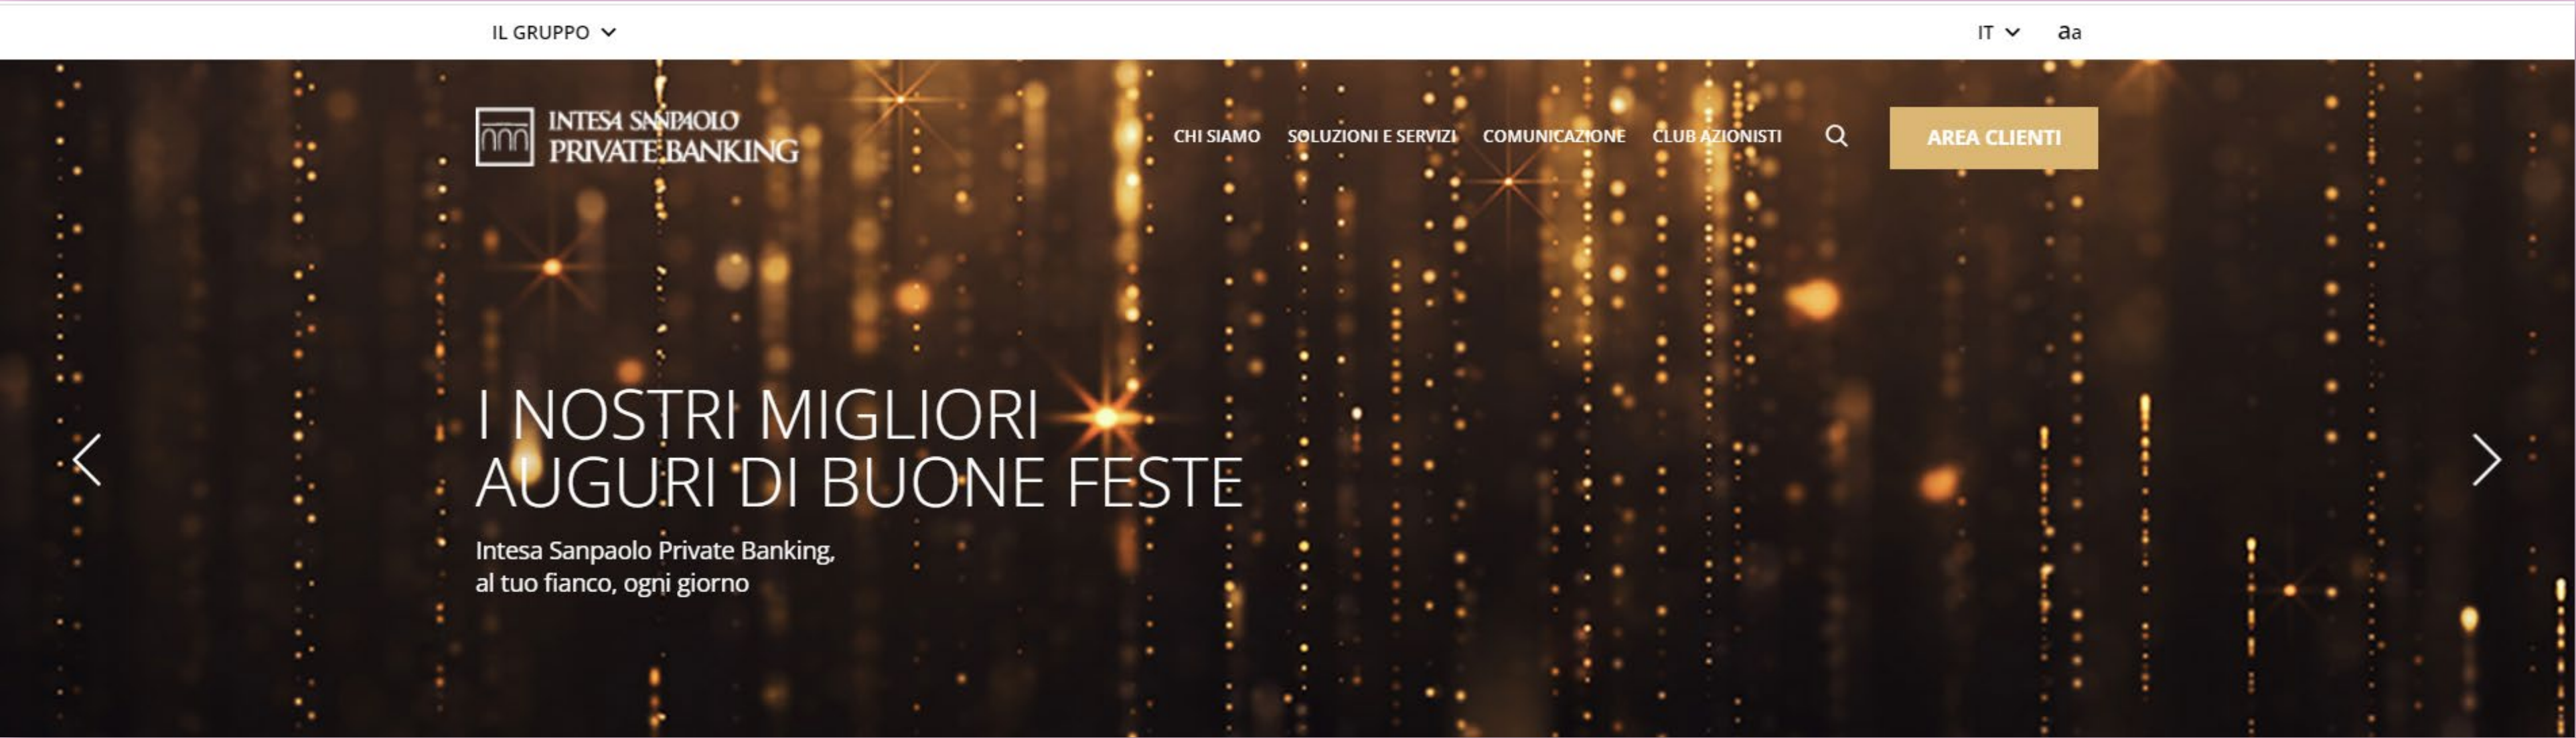 IL GRUPPO
IT
aa
INTESA SANPAOLO
PRIVATE BANKING
CHI SIAMO
SOLUZIONI E SERVIZI
COMUNICAZIONE
CLUB AZIONISTI
AREA CLIENTI
I NOSTRI MIGLIORI
AUGURI DI BUONE FESTE
Intesa Sanpaolo Private Banking,
al tuo fianco, ogni giorno